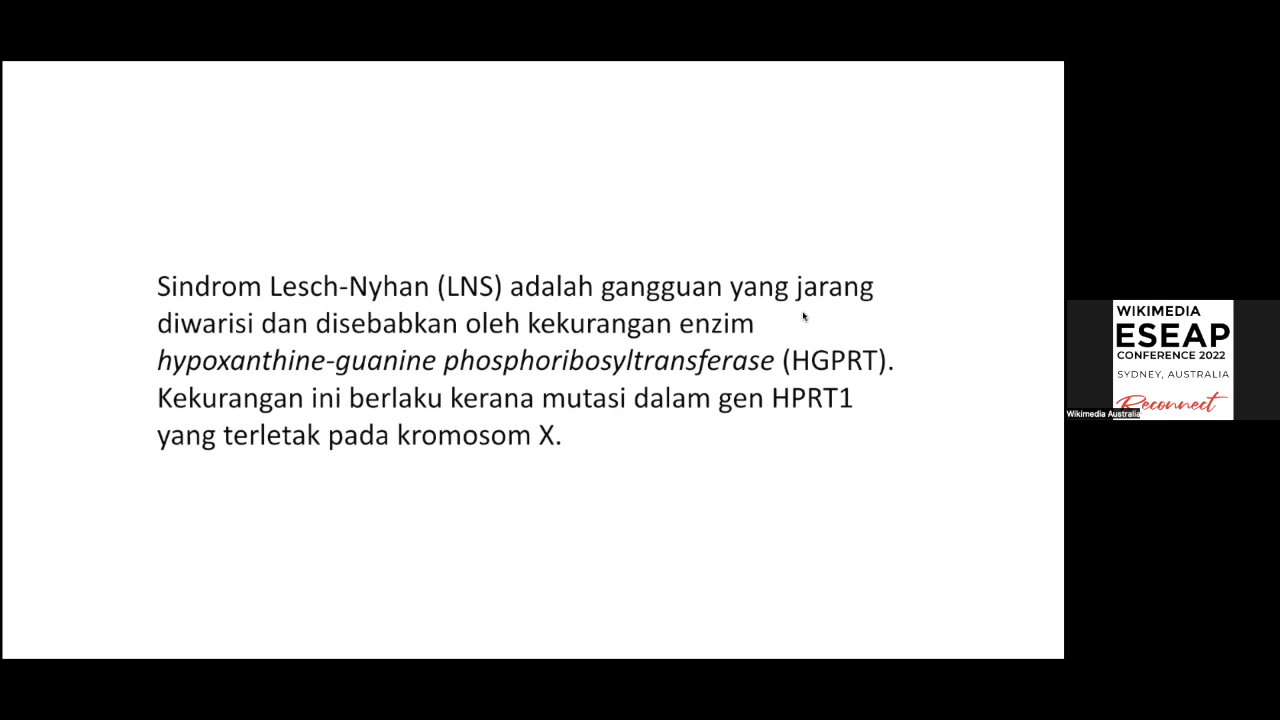 Sindrom Lesch-Nyhan (LNS) adalah gangguan yang jarang
diwarisi dan disebabkan oleh kekurangan enzim
hypoxanthine-guanine phosphoribosyltransferase (HGPRT).
Kekurangan ini berlaku kerana mutasi dalam gen HPRT1
yang terletak pada kromosom X.
WIKIMEDIA
ESEAP
CONFERENCE 2022
SYDNEY, AUSTRALIA
Reconnect
Wikimedia Australia